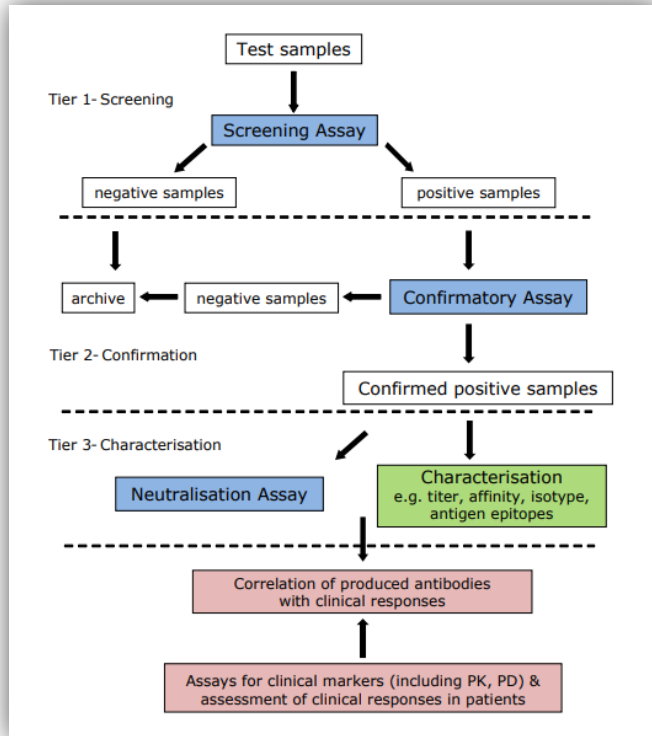 Test samples
Tier 1- Screening
Screening Assay
negative samples
positive samples
archive
negative samples
Confirmatory Assay
Tier 2- Confirmation
Confirmed positive samples
Tier 3- Characterisation
Neutralisation Assay
Characterisation
e.g. titer, affinity, isotype,
antigen epitopes
Correlation of produced antibodies
with clinical responses
Assays for clinical markers (including PK, PD) &
assessment of clinical responses in patients